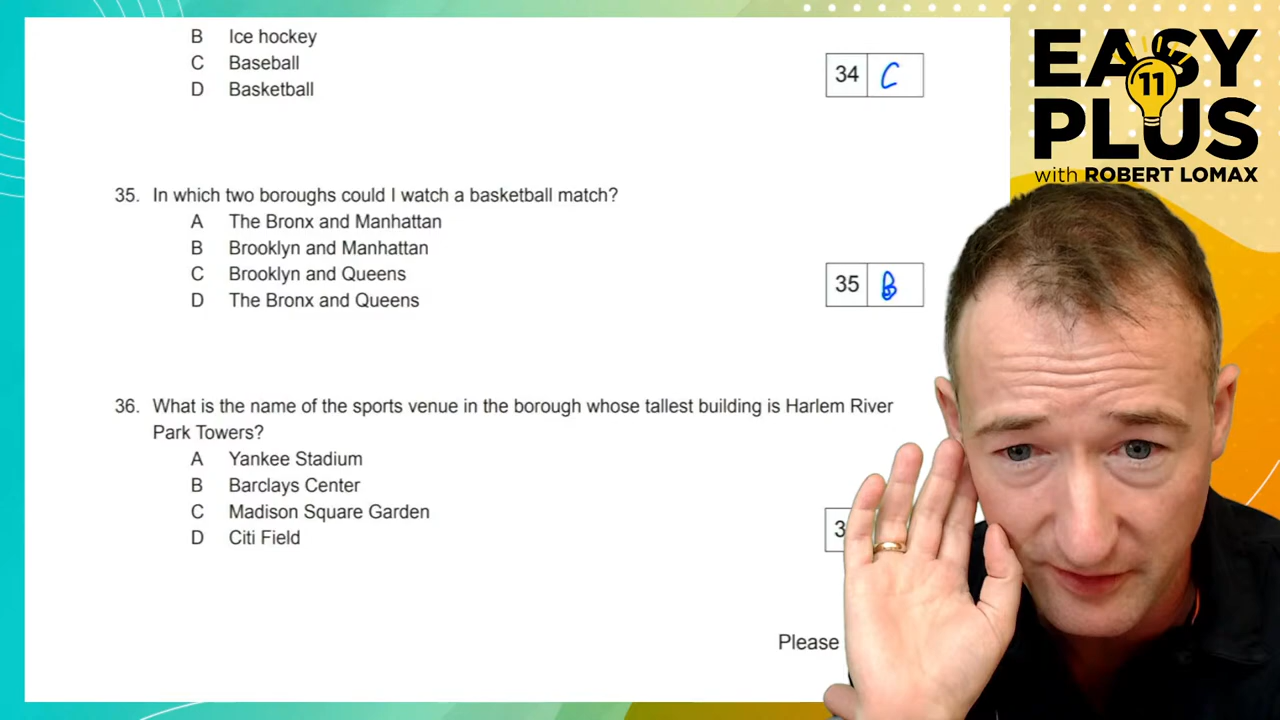 B Ice hockey
C Baseball
D Basketball
34 C
35. In which two boroughs could I watch a basketball match?
A The Bronx and Manhattan
B Brooklyn and Manhattan
C Brooklyn and Queens
D The Bronx and Queens
35 B
36. What is the name of the sports venue in the borough whose tallest building is Harlem River
Park Towers?
A Yankee Stadium
B Barclays Center
C Madison Square Garden
D Citi Field
3
Please
EASY
11
PLUS
with ROBERT LOMAX